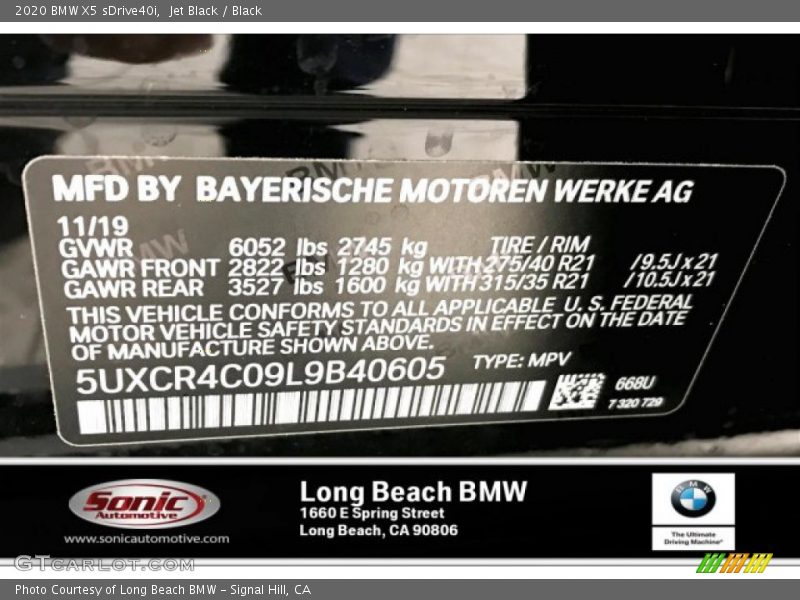 2020 BMW X5 sDrive40i, Jet Black / Black
MFD BY BAYERISCHE MOTOREN WERKE AG
11/19
GVWR 6052 lbs 2745 kg TIRE / RIM
GAWR FRONT 2822 lbs 1280 kg WITH 275/40 R21 /9.5J x 21
GAWR REAR 3527 lbs 1600 kg WITH 315/35 R21 /10.5J x 21
THIS VEHICLE CONFORMS TO ALL APPLICABLE U. S. FEDERAL
MOTOR VEHICLE SAFETY STANDARDS IN EFFECT ON THE DATE
OF MANUFACTURE SHOWN ABOVE.
5UXCR4C09L9B40605 TYPE: MPV
668U
7 320 729
Sonic
Automotive
www.sonicautomotive.com
Long Beach BMW
1660 E Spring Street
Long Beach, CA 90806
BMW
The Ultimate
Driving Machine®
GTCARLOT.COM
Photo Courtesy of Long Beach BMW - Signal Hill, CA